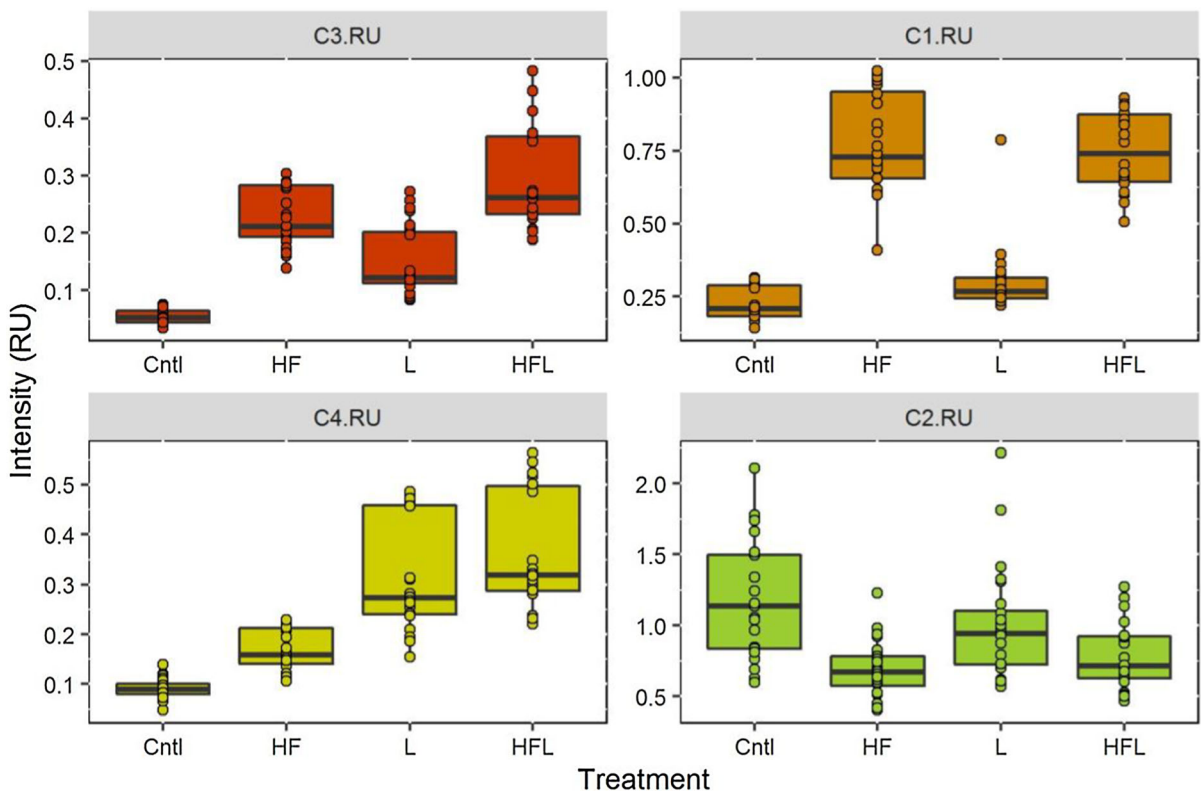 C3.RU
C1.RU
0.5
0.4
0.3
0.2
0.1
1.00
0.75
0.50
0.25
Cntl HF L HFL
Cntl HF L HFL
Intensity (RU)
C4.RU
C2.RU
0.5
0.4
0.3
0.2
0.1
2.0
1.5
1.0
0.5
Cntl HF L HFL
Cntl HF L HFL
Treatment